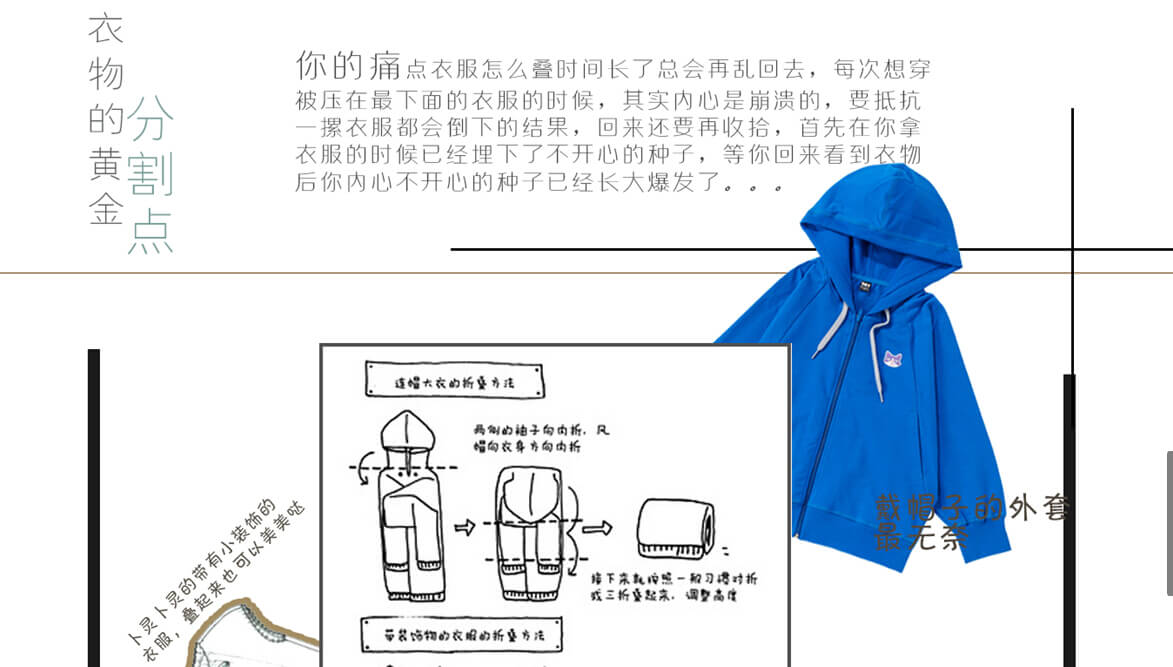 衣物的黄金
分割点
你的痛点衣服怎么叠时间长了总会再乱回去，每次想穿
被压在最下面的衣服的时候，其实内心是崩溃的，要抵抗
一摞衣服都会倒下的结果，回来还要再收拾，首先在你拿
衣服的时候已经埋下了不开心的种子，等你回来看到衣物
后你内心不开心的种子已经长大爆发了。。。
连帽大衣的折叠方法
两侧的袖子向内折，风
帽向衣身方向内折
接下来就按照一般习惯对折
或三折叠起来，调整高度
带装饰物的衣服的折叠方法
戴帽子的外套
最无奈
卜灵卜灵的带有小装饰的
衣服，叠起来也可以美美哒